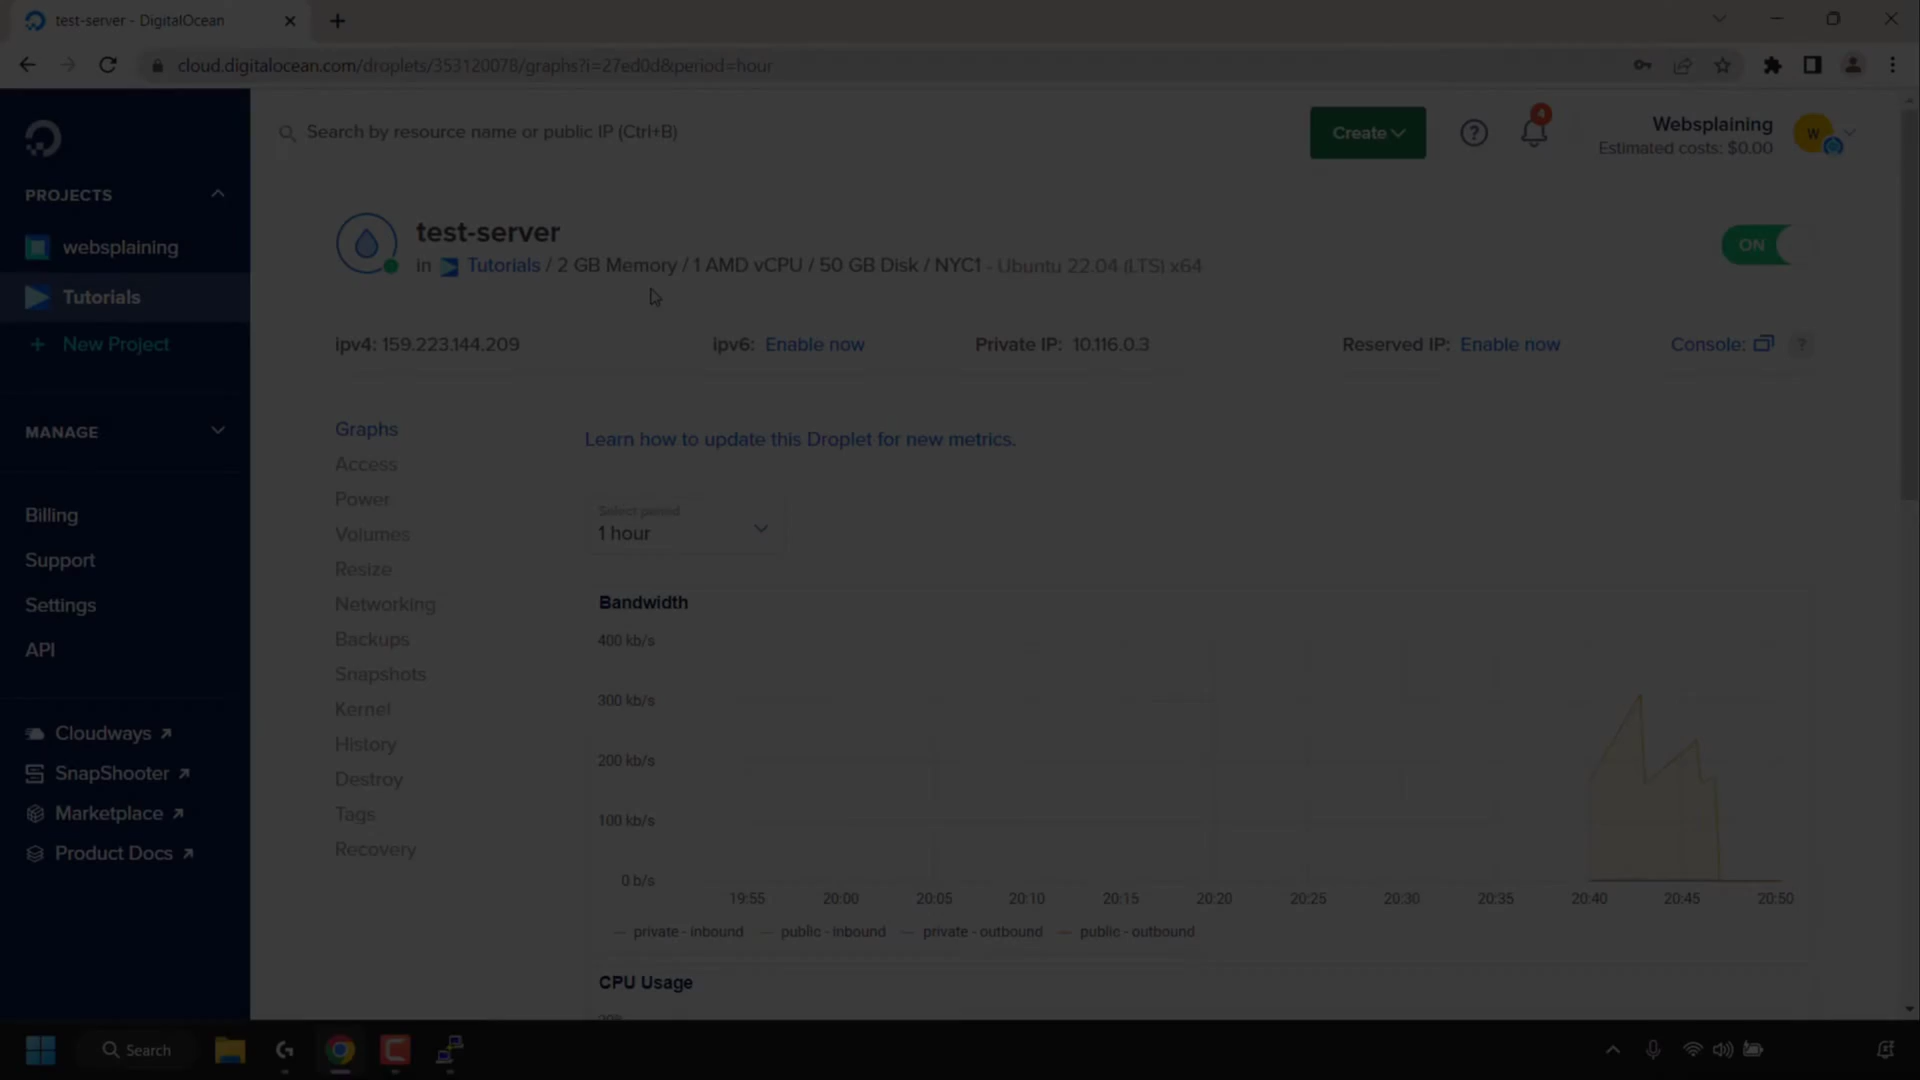 test-server - DigitalOcean
cloud.digitalocean.com/droplets/353120078/graphs?i=27ed0d&period=hour
PROJECTS
websplaining
Tutorials
New Project
MANAGE
Billing
Support
Settings
API
Cloudways
SnapShooter
Marketplace
Product Docs
Search by resource name or public IP (Ctrl+B)
Create
4
Websplaining
Estimated costs: $0.00
W
test-server
in Tutorials / 2 GB Memory / 1 AMD vCPU / 50 GB Disk / NYC1 - Ubuntu 22.04 (LTS) x64
ON
ipv4: 159.223.144.209 ipv6: Enable now Private IP: 10.116.0.3 Reserved IP: Enable now Console: ?
Graphs
Access
Power
Volumes
Resize
Networking
Backups
Snapshots
Kernel
History
Destroy
Tags
Recovery
Learn how to update this Droplet for new metrics.
Select period
1 hour
Bandwidth
400 kb/s
300 kb/s
200 kb/s
100 kb/s
0 b/s
19:55 20:00 20:05 20:10 20:15 20:20 20:25 20:30 20:35 20:40 20:45 20:50
private - inbound public - inbound private - outbound public - outbound
CPU Usage
Search